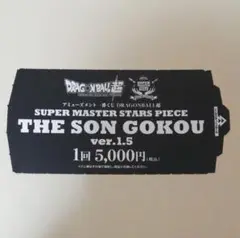 DRAGONBALL超
アミューズメント 一番くじ DRAGONBALL超
SUPER MASTER STARS PIECE
THE SON GOKOU
ver.1.5
1回 5,000円(税込)